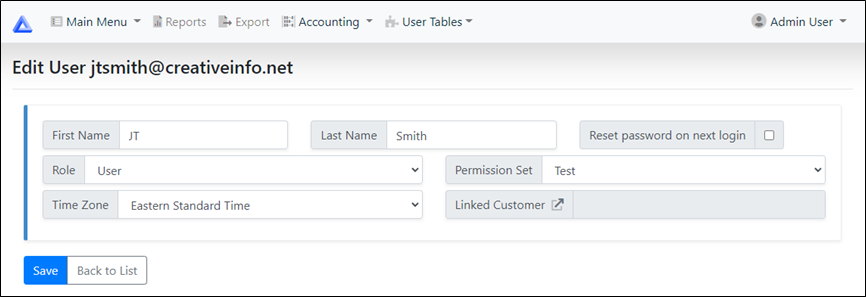 Main Menu Reports Export Accounting User Tables Admin User
Edit User jtsmith@creativeinfo.net
First Name JT Last Name Smith Reset password on next login
Role User Permission Set Test
Time Zone Eastern Standard Time Linked Customer
Save Back to List